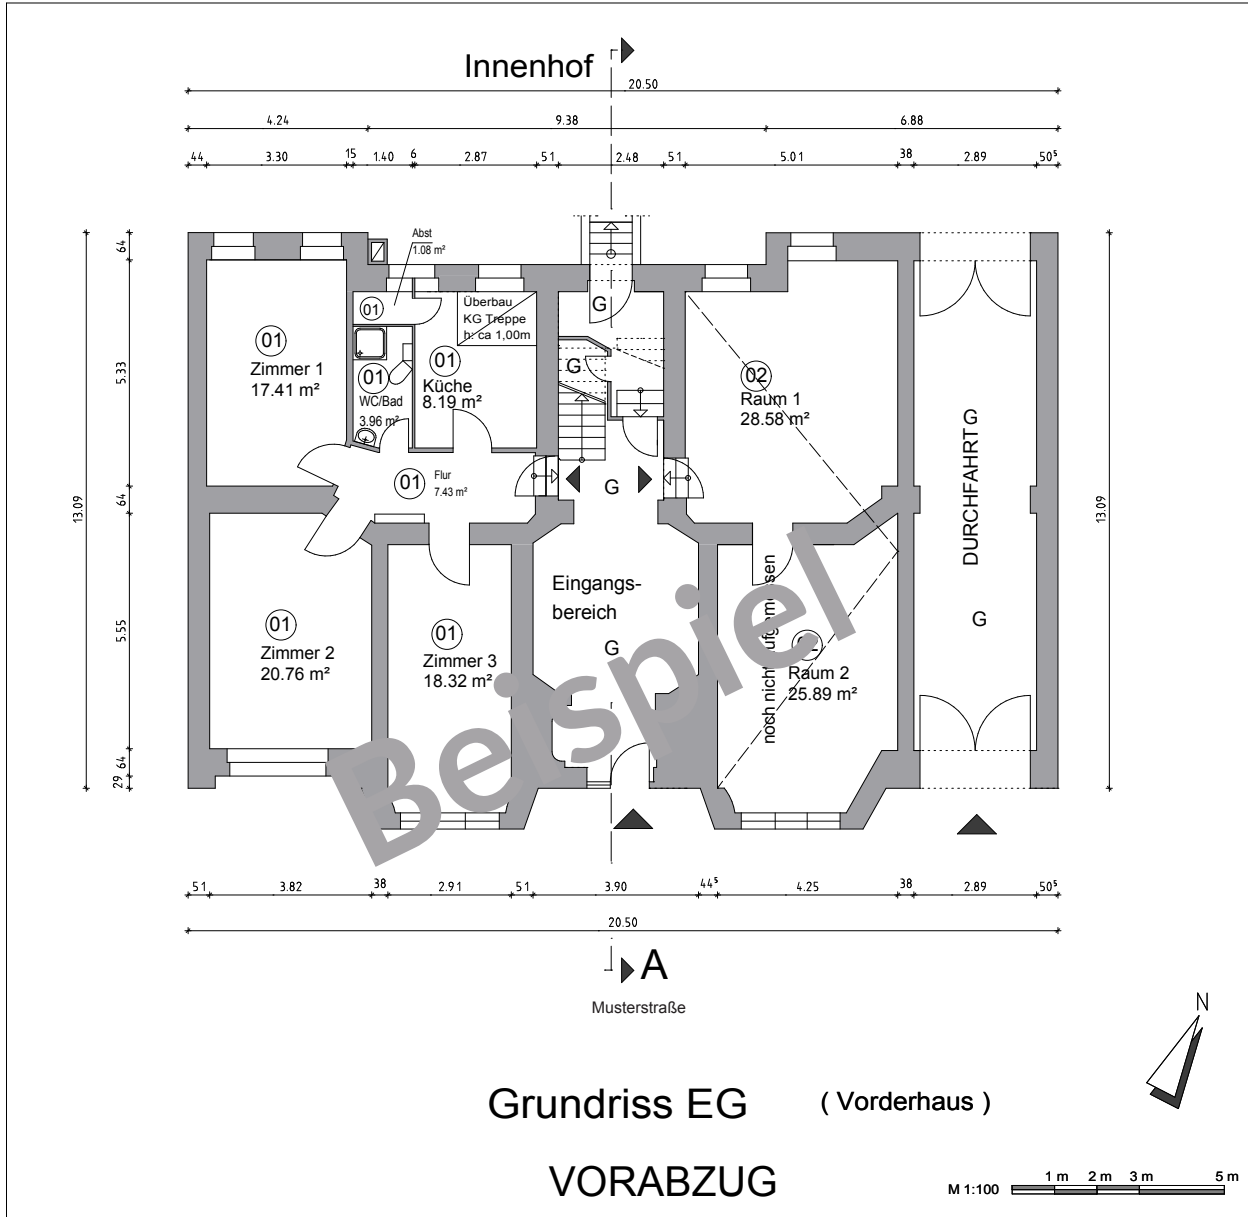 Innenhof
20.50
4.24 9.38 6.88
44 3.30 15 1.40 6 2.87 51 2.48 51 5.01 38 2.89 50⁵
64
5.33
64
5.55
64
29
13.09
13.09
Abst
1.08 m²
01
Überbau
KG Treppe
h: ca 1,00m
01
Zimmer 1
17.41 m²
01
WC/Bad
3.96 m²
01
Küche
8.19 m²
G
G
02
Raum 1
28.58 m²
DURCHFAHRT
G
01
Flur
7.43 m²
G
Eingangs-
bereich
G
G
01
Zimmer 2
20.76 m²
01
Zimmer 3
18.32 m²
Raum 2
25.89 m²
noch nicht
Beispiel
51 3.82 38 2.91 51 3.90 44⁵ 4.25 38 2.89 50⁵
20.50
A
Musterstraße
N
Grundriss EG ( Vorderhaus )
VORABZUG
M 1:100 1 m 2 m 3 m 5 m